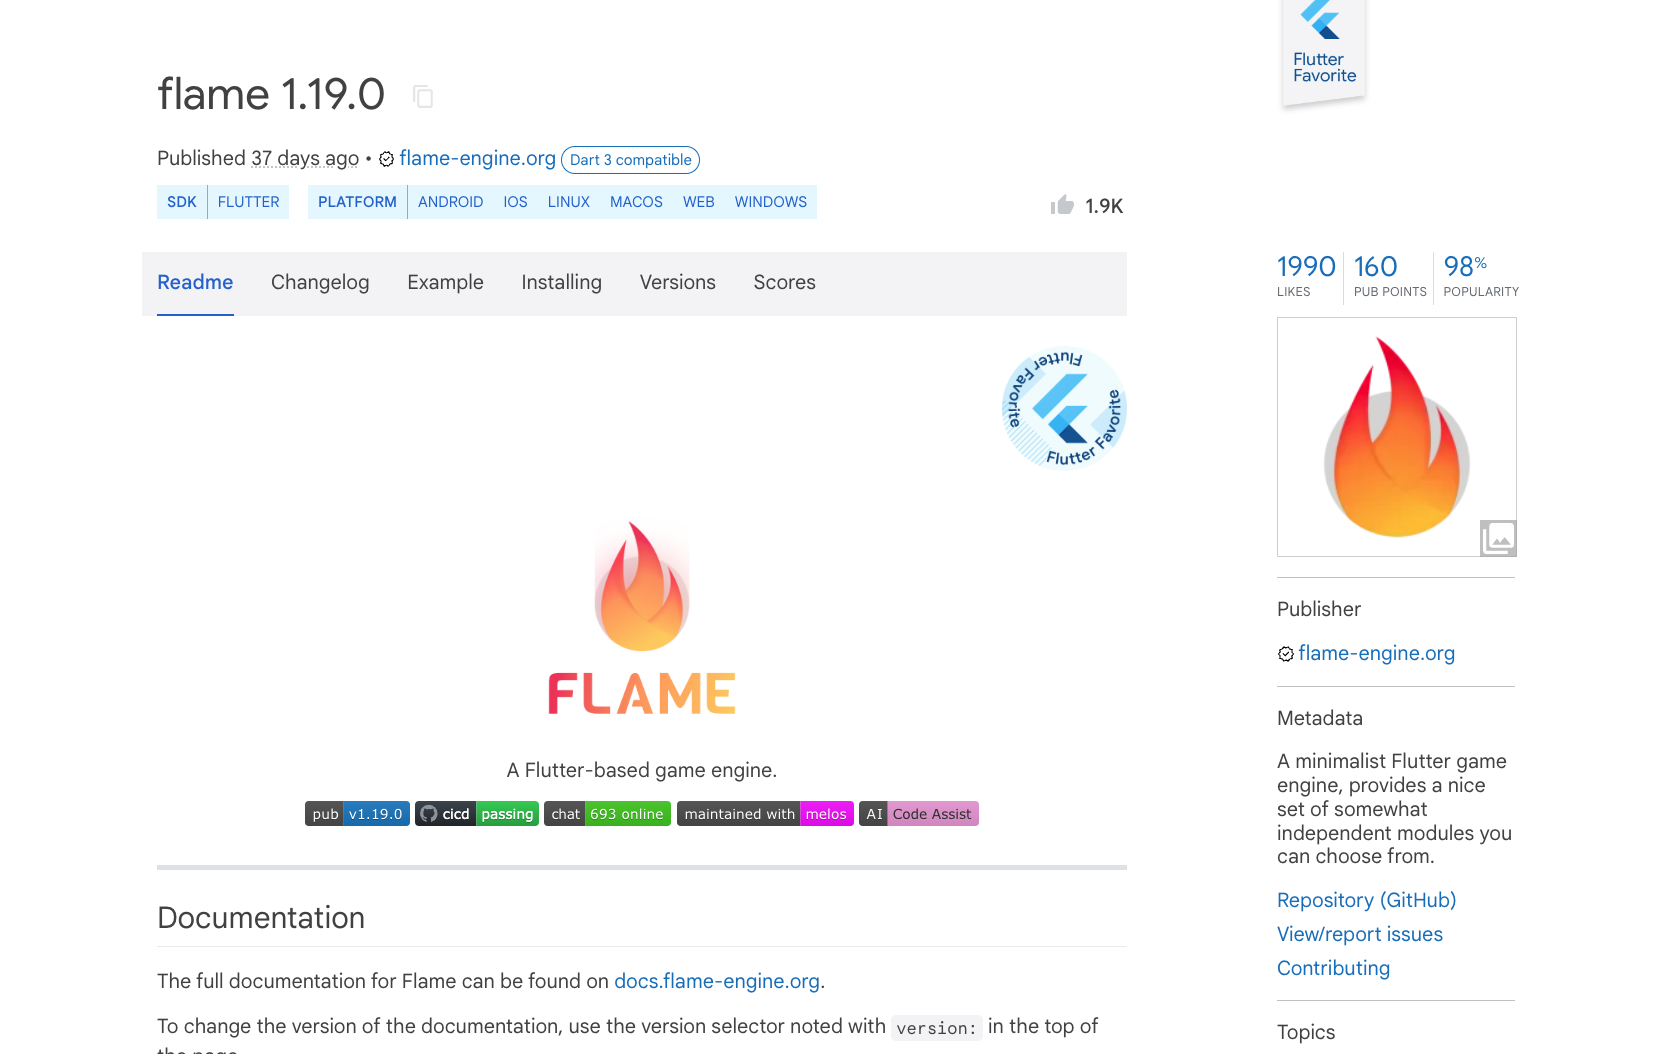 Flutter
Favorite
flame 1.19.0
Published 37 days ago • flame-engine.org Dart 3 compatible
SDK FLUTTER PLATFORM ANDROID IOS LINUX MACOS WEB WINDOWS
1.9K
1990 LIKES
160 PUB POINTS
98% POPULARITY
Readme Changelog Example Installing Versions Scores
Flutter Favorite Flutter Favorite
FLAME
A Flutter-based game engine.
pub v1.19.0 cicd passing chat 693 online maintained with melos AI Code Assist
Documentation
The full documentation for Flame can be found on docs.flame-engine.org.
To change the version of the documentation, use the version selector noted with version: in the top of
the page.
Publisher
flame-engine.org
Metadata
A minimalist Flutter game
engine, provides a nice
set of somewhat
independent modules you
can choose from.
Repository (GitHub)
View/report issues
Contributing
Topics